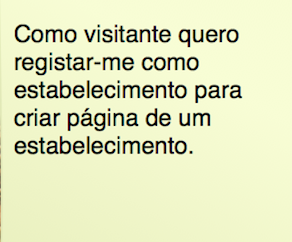 Como visitante quero
registar-me como
estabelecimento para
criar página de um
estabelecimento.